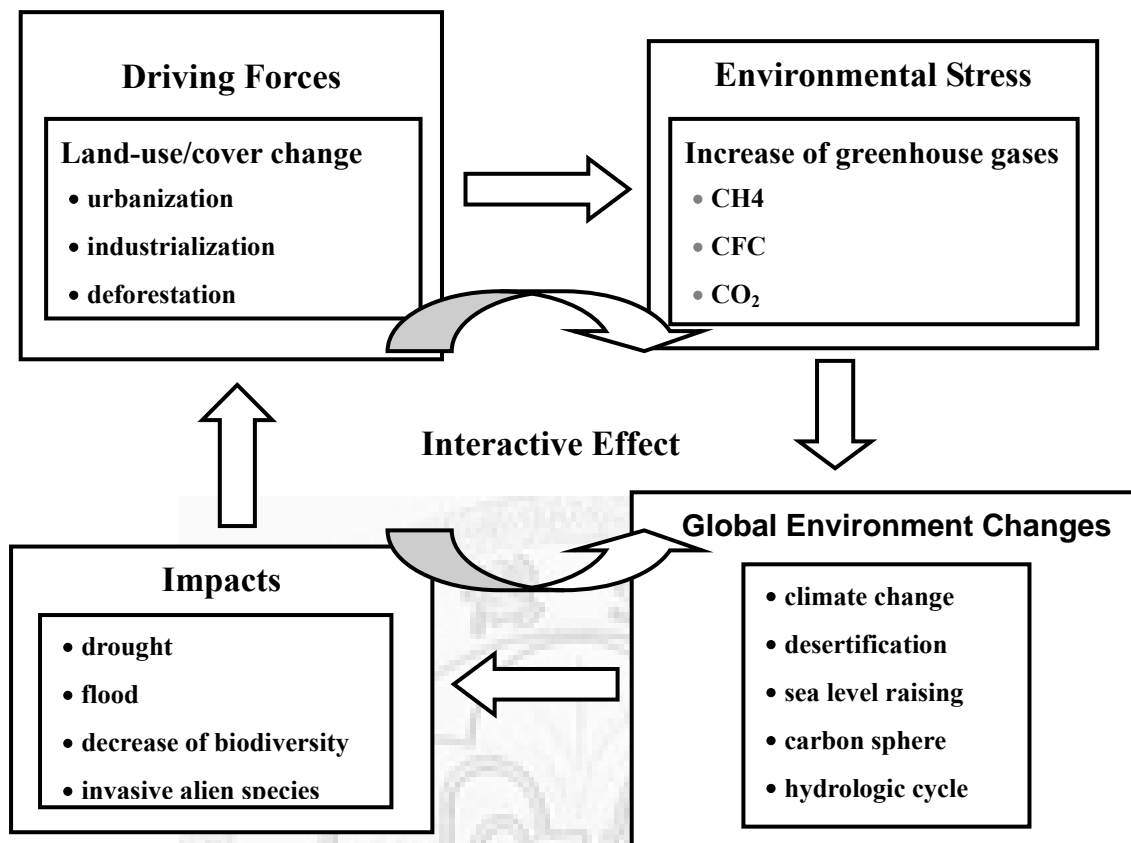 Driving Forces
Land-use/cover change
• urbanization
• industrialization
• deforestation
Environmental Stress
Increase of greenhouse gases
• CH4
• CFC
• CO₂
Interactive Effect
Global Environment Changes
• climate change
• desertification
• sea level raising
• carbon sphere
• hydrologic cycle
Impacts
• drought
• flood
• decrease of biodiversity
• invasive alien species